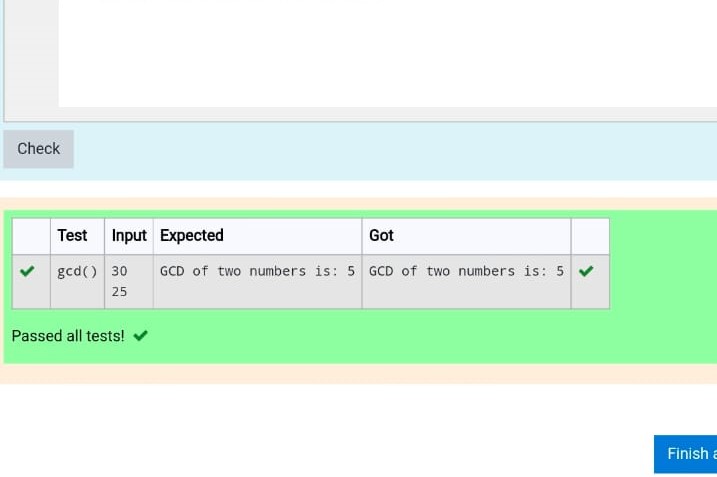 Check
Test Input Expected Got
gcd() 30 GCD of two numbers is: 5 GCD of two numbers is: 5
25
Passed all tests!
Finish a